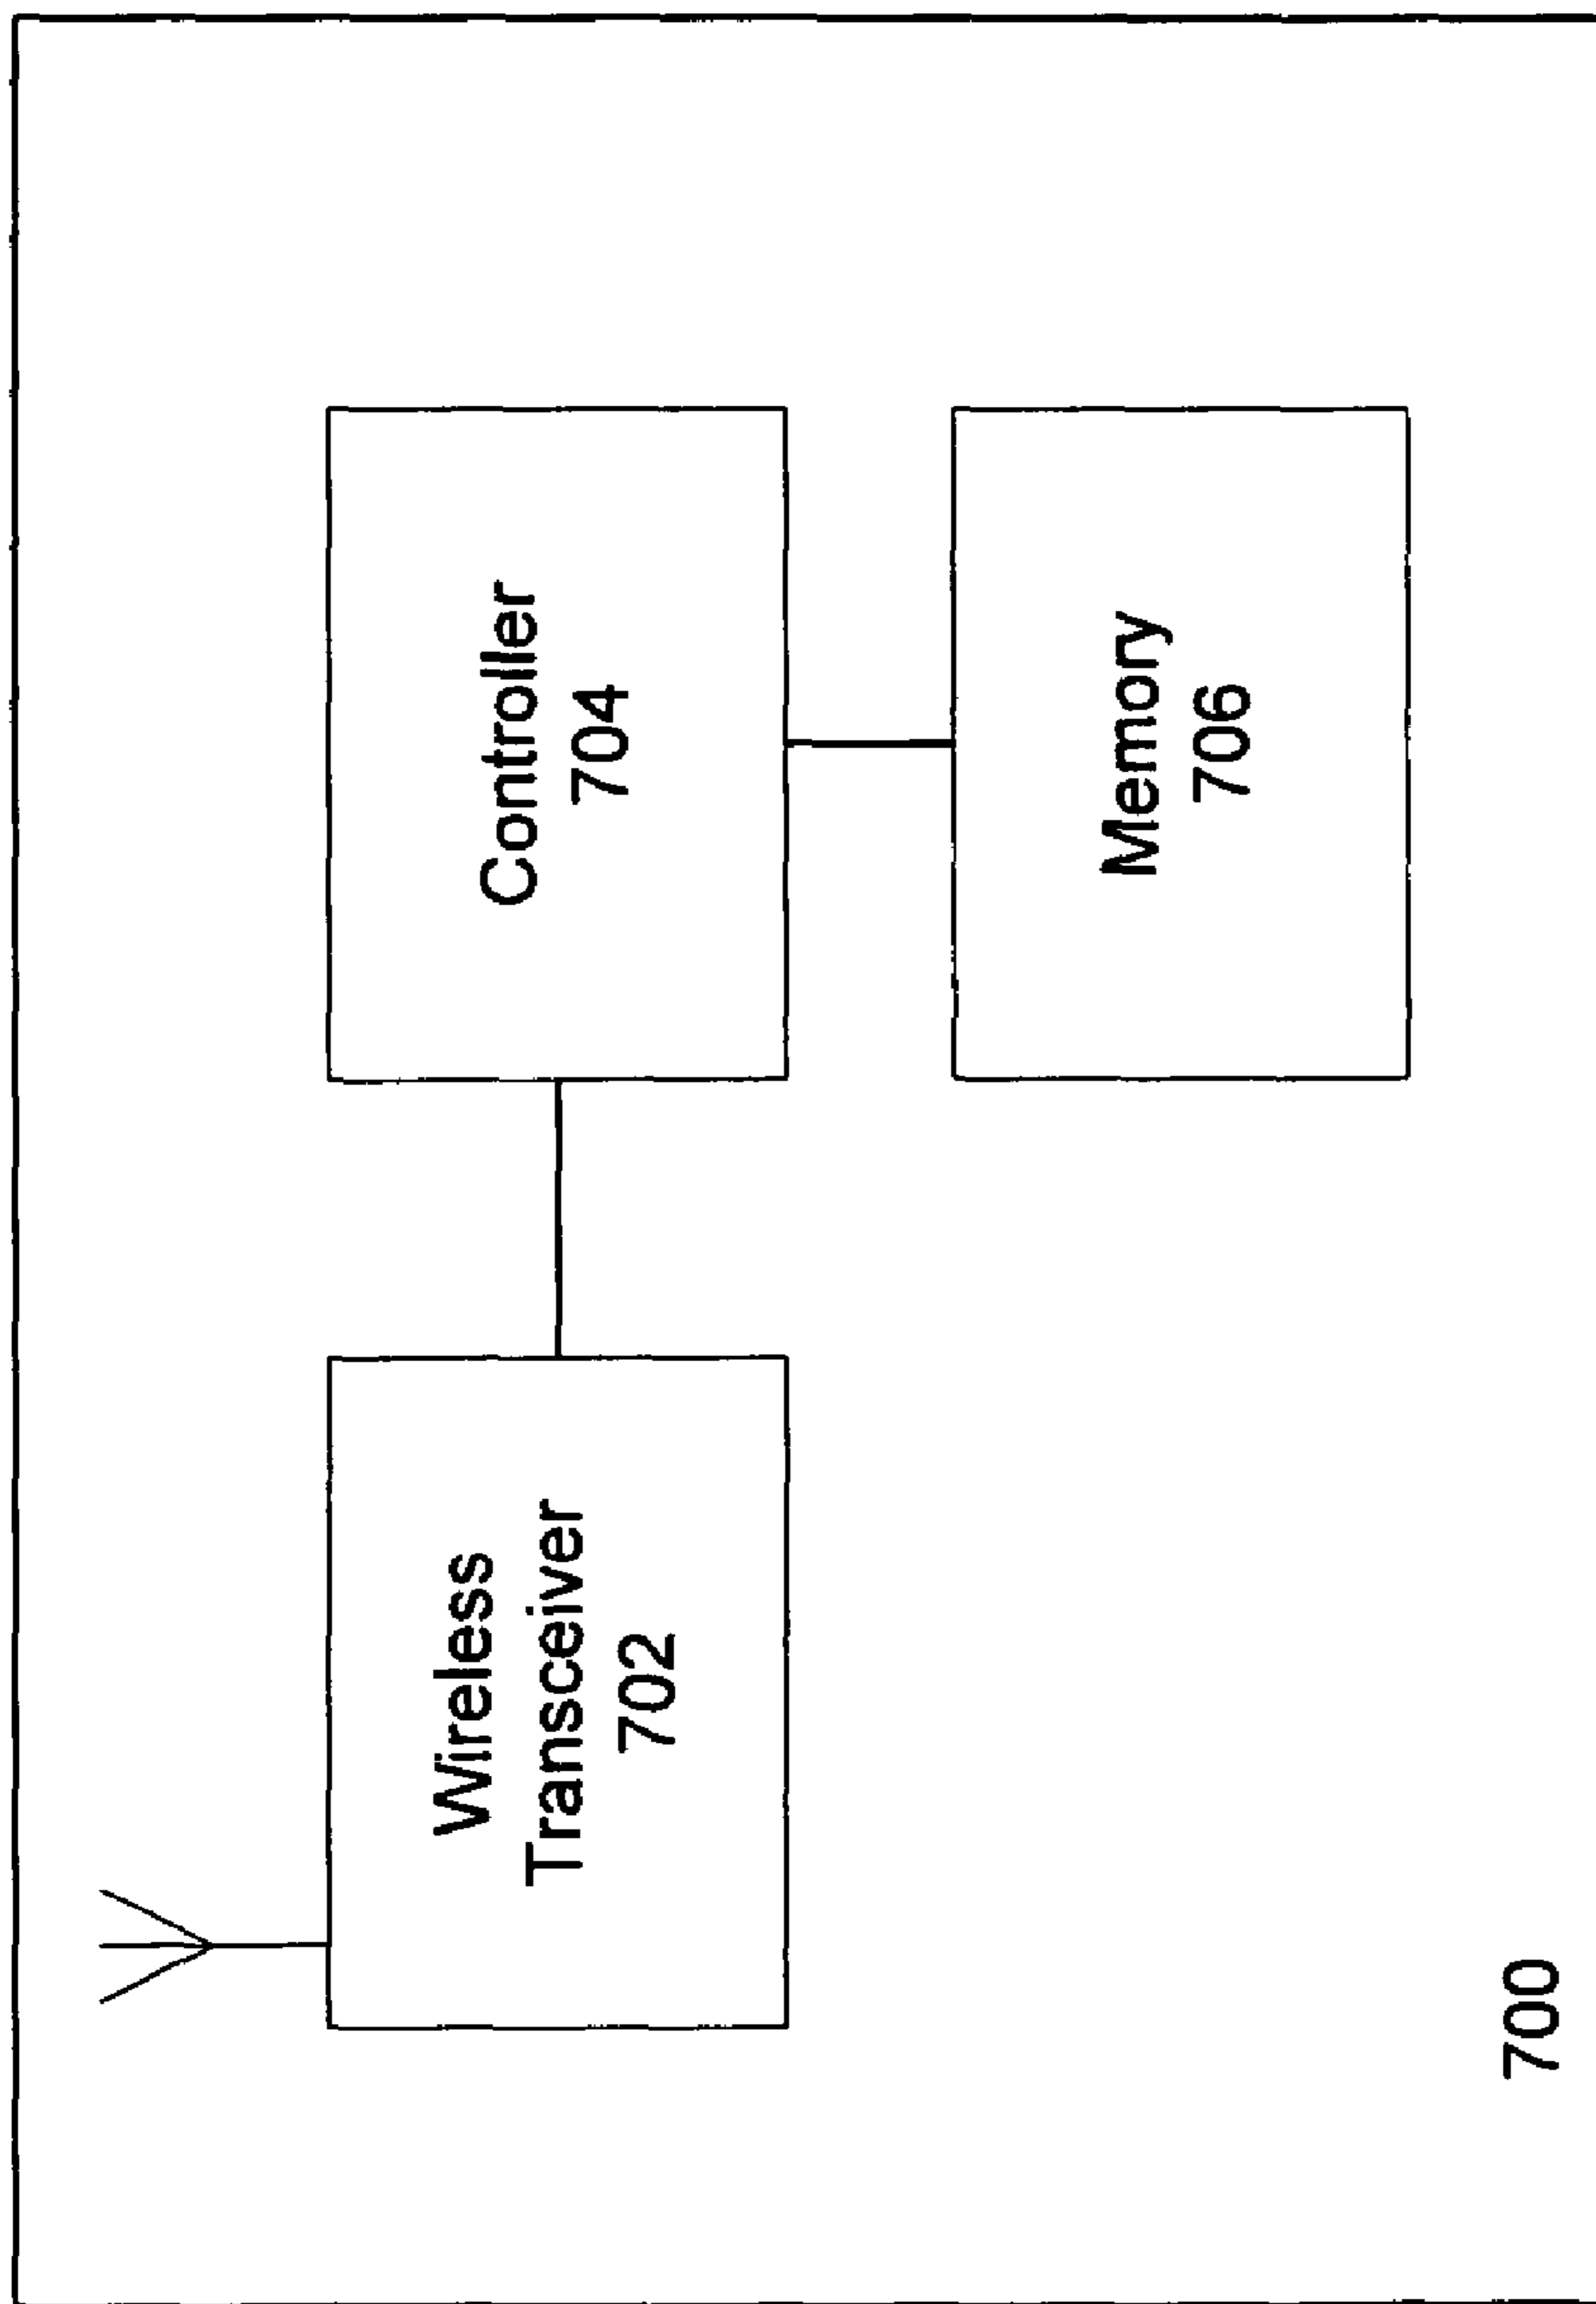 Wireless
Transceiver
702
Controller
704
Memory
706
700